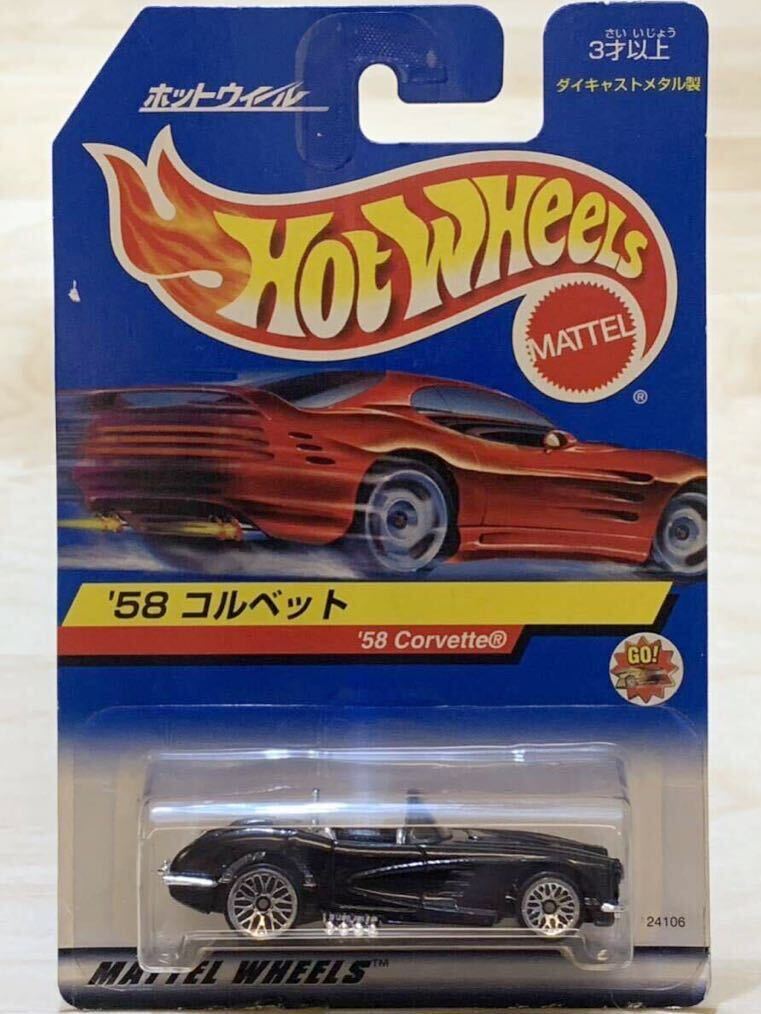 さい いじょう
3才以上
ホットウィール
ダイキャストメタル製
HOT WHEELS
MATTEL
®
'58 コルベット
'58 Corvette®
GO!
24106
MATTEL WHEELS™